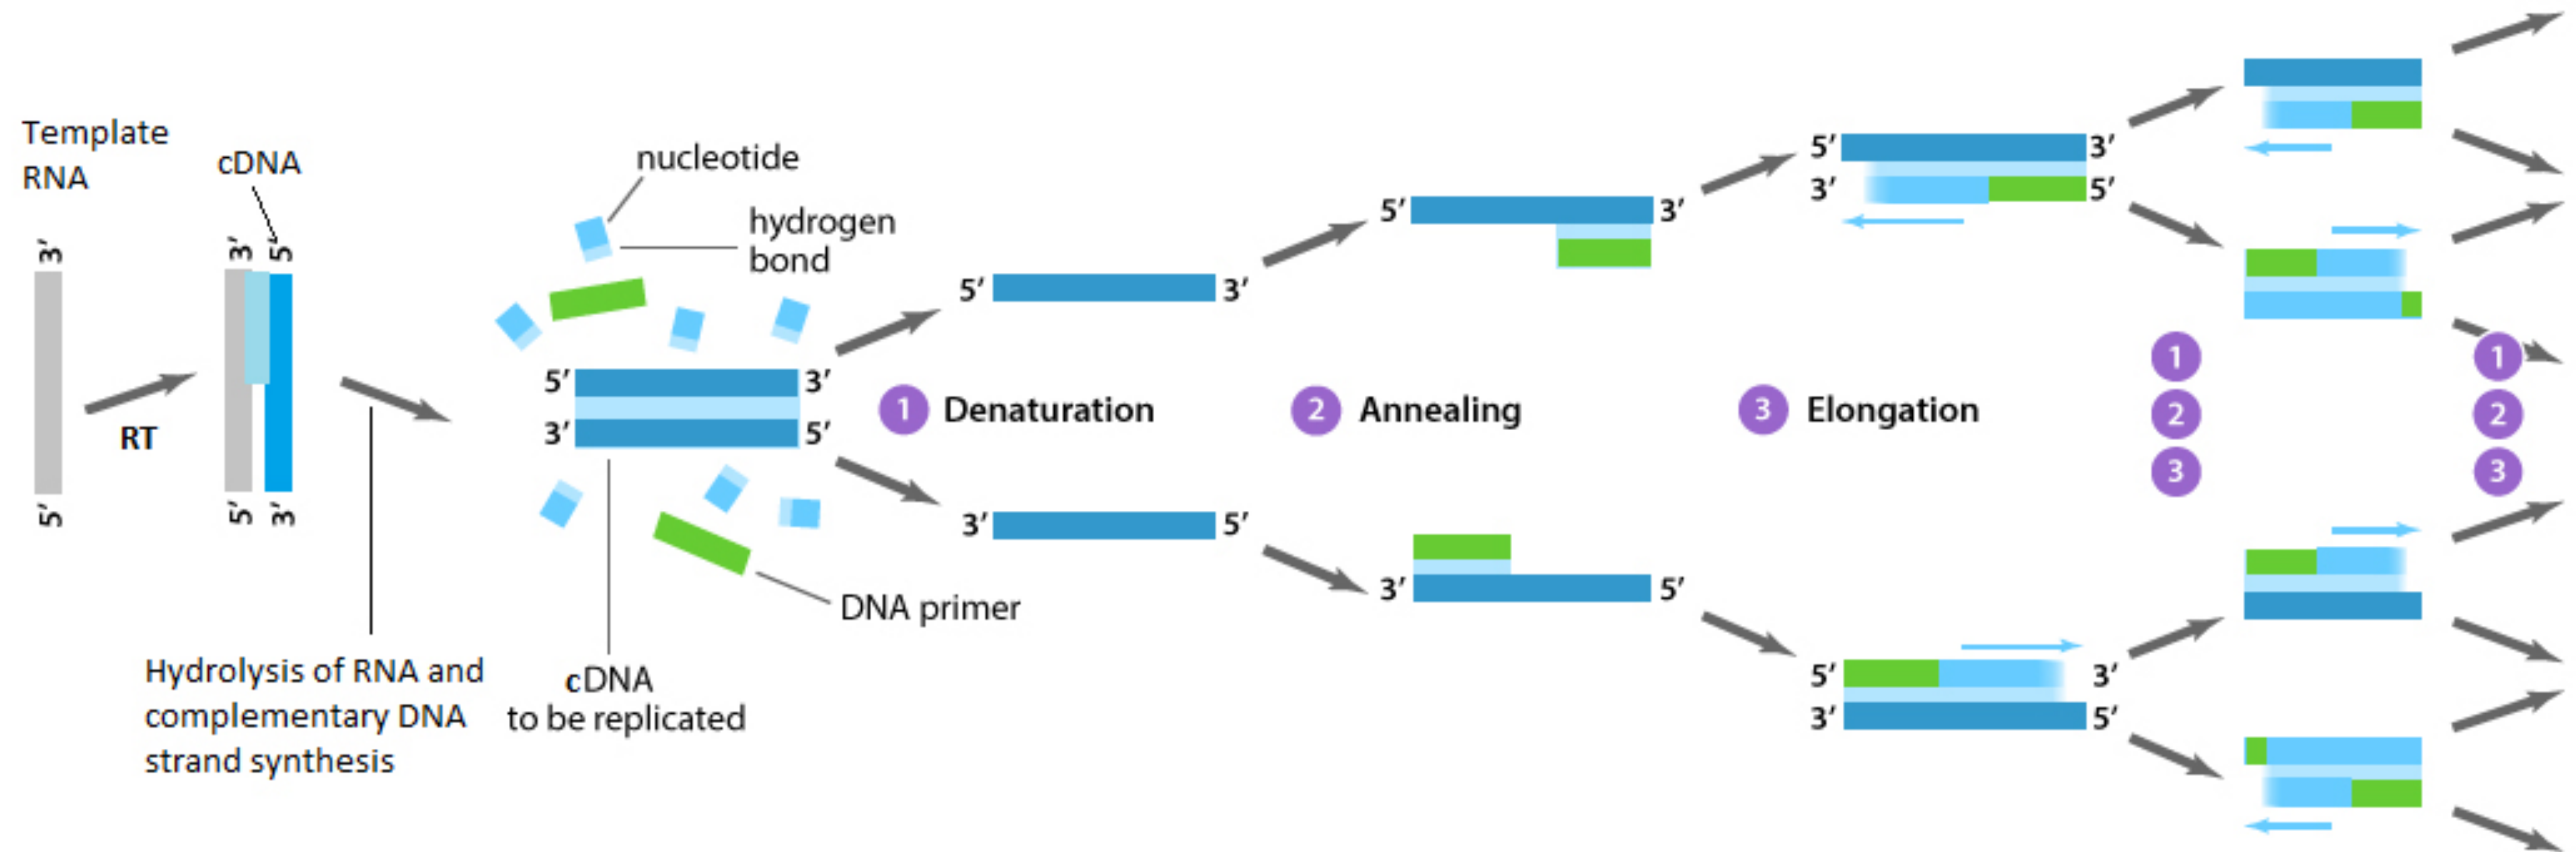 Template
RNA
3′
5′
RT
cDNA
3′ 5′
5′ 3′
Hydrolysis of RNA and
complementary DNA
strand synthesis
nucleotide
hydrogen
bond
5′ 3′
3′ 5′
DNA primer
cDNA
to be replicated
5′ 3′
1 Denaturation
3′ 5′
5′ 3′
2 Annealing
3′ 5′
5′ 3′
3′ 5′
3 Elongation
5′ 3′
3′ 5′
1
2
3
1
2
3